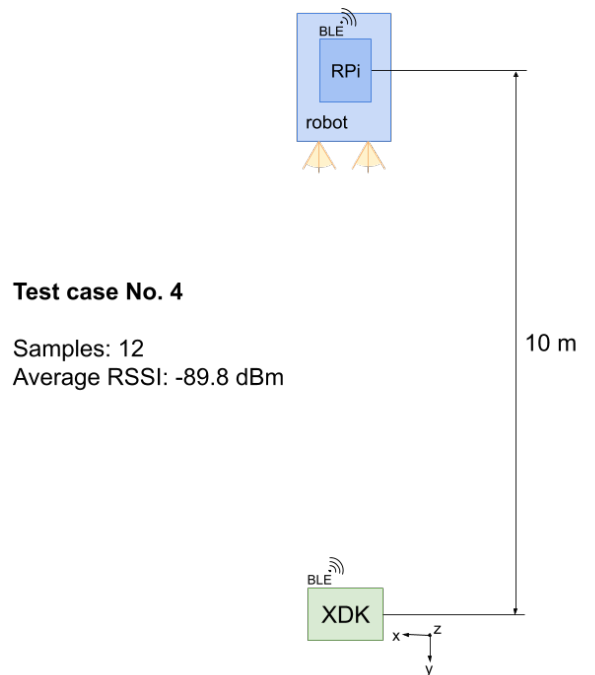 BLE
RPi
robot
Test case No. 4
Samples: 12
Average RSSI: -89.8 dBm
10 m
BLE
XDK
x
z
y